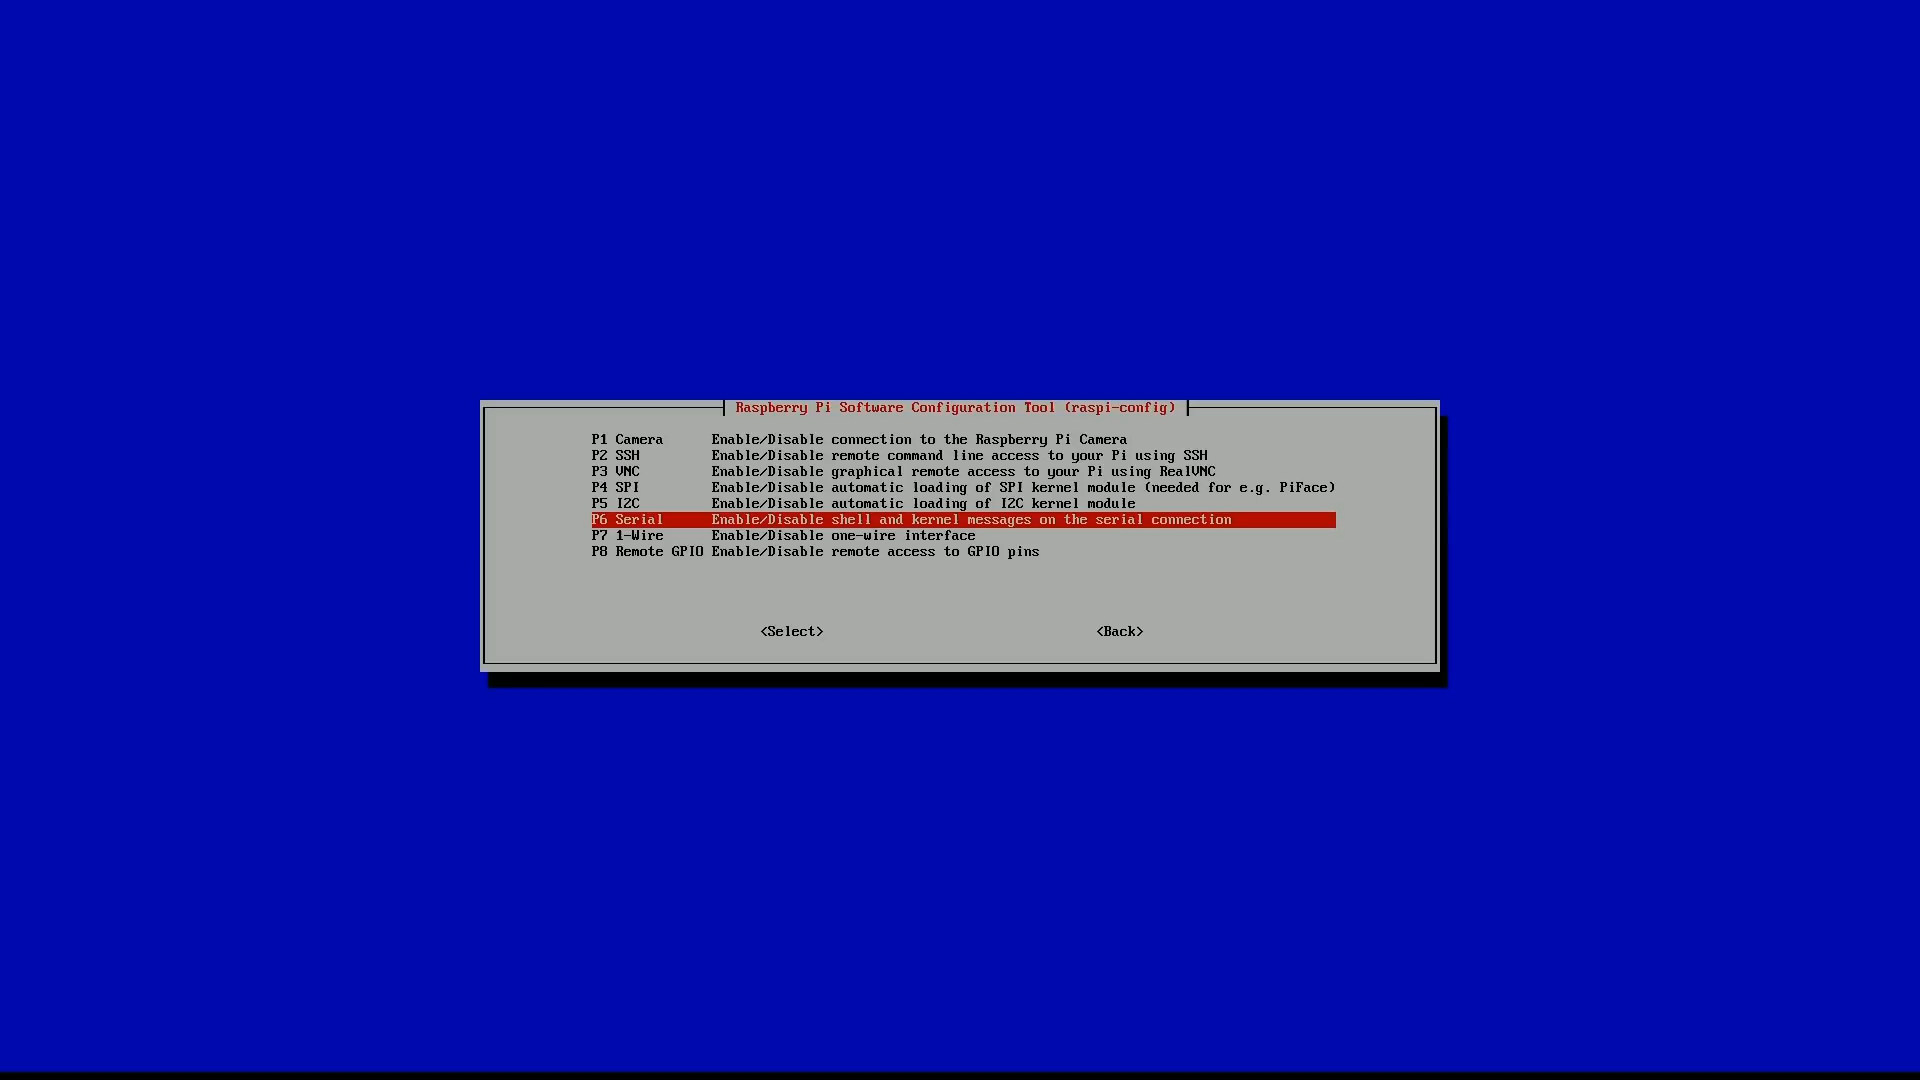 Raspberry Pi Software Configuration Tool (raspi-config)
P1 Camera Enable/Disable connection to the Raspberry Pi Camera
P2 SSH Enable/Disable remote command line access to your Pi using SSH
P3 VNC Enable/Disable graphical remote access to your Pi using RealVNC
P4 SPI Enable/Disable automatic loading of SPI kernel module (needed for e.g. PiFace)
P5 I2C Enable/Disable automatic loading of I2C kernel module
P6 Serial Enable/Disable shell and kernel messages on the serial connection
P7 1-Wire Enable/Disable one-wire interface
P8 Remote GPIO Enable/Disable remote access to GPIO pins
<Select> <Back>